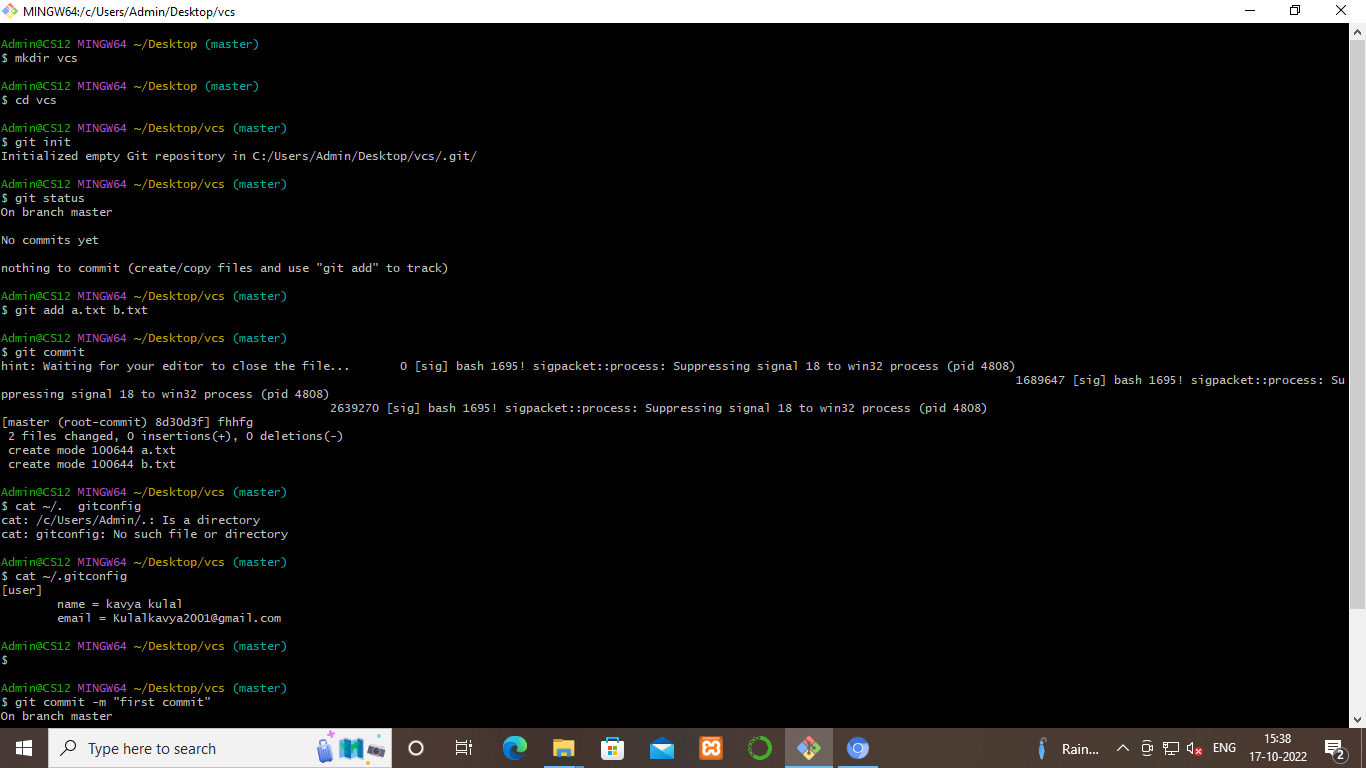 MINGW64:/c/Users/Admin/Desktop/vcs
Admin@CS12 MINGW64 ~/Desktop (master)
$ mkdir vcs
Admin@CS12 MINGW64 ~/Desktop (master)
$ cd vcs
Admin@CS12 MINGW64 ~/Desktop/vcs (master)
$ git init
Initialized empty Git repository in C:/Users/Admin/Desktop/vcs/.git/
Admin@CS12 MINGW64 ~/Desktop/vcs (master)
$ git status
On branch master
No commits yet
nothing to commit (create/copy files and use "git add" to track)
Admin@CS12 MINGW64 ~/Desktop/vcs (master)
$ git add a.txt b.txt
Admin@CS12 MINGW64 ~/Desktop/vcs (master)
$ git commit
hint: Waiting for your editor to close the file...       0 [sig] bash 1695! sigpacket::process: Suppressing signal 18 to win32 process (pid 4808)
1689647 [sig] bash 1695! sigpacket::process: Su
ppressing signal 18 to win32 process (pid 4808)
2639270 [sig] bash 1695! sigpacket::process: Suppressing signal 18 to win32 process (pid 4808)
[master (root-commit) 8d30d3f] fhhfg
2 files changed, 0 insertions(+), 0 deletions(-)
create mode 100644 a.txt
create mode 100644 b.txt
Admin@CS12 MINGW64 ~/Desktop/vcs (master)
$ cat ~/.  gitconfig
cat: /c/Users/Admin/.: Is a directory
cat: gitconfig: No such file or directory
Admin@CS12 MINGW64 ~/Desktop/vcs (master)
$ cat ~/.gitconfig
[user]
name = kavya kulal
email = Kulalkavya2001@gmail.com
Admin@CS12 MINGW64 ~/Desktop/vcs (master)
$
Admin@CS12 MINGW64 ~/Desktop/vcs (master)
$ git commit -m "first commit"
On branch master
Type here to search
Rain...
ENG
15:38
17-10-2022
2